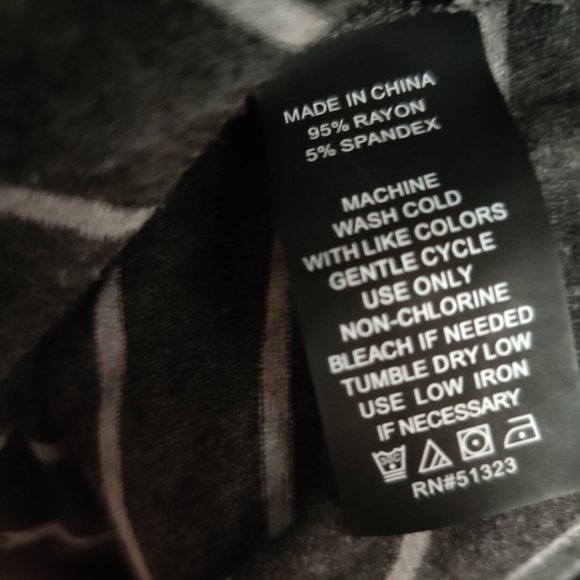 MADE IN CHINA
95% RAYON
5% SPANDEX
MACHINE
WASH COLD
WITH LIKE COLORS
GENTLE CYCLE
USE ONLY
NON-CHLORINE
BLEACH IF NEEDED
TUMBLE DRY LOW
USE LOW IRON
IF NECESSARY
RN#51323